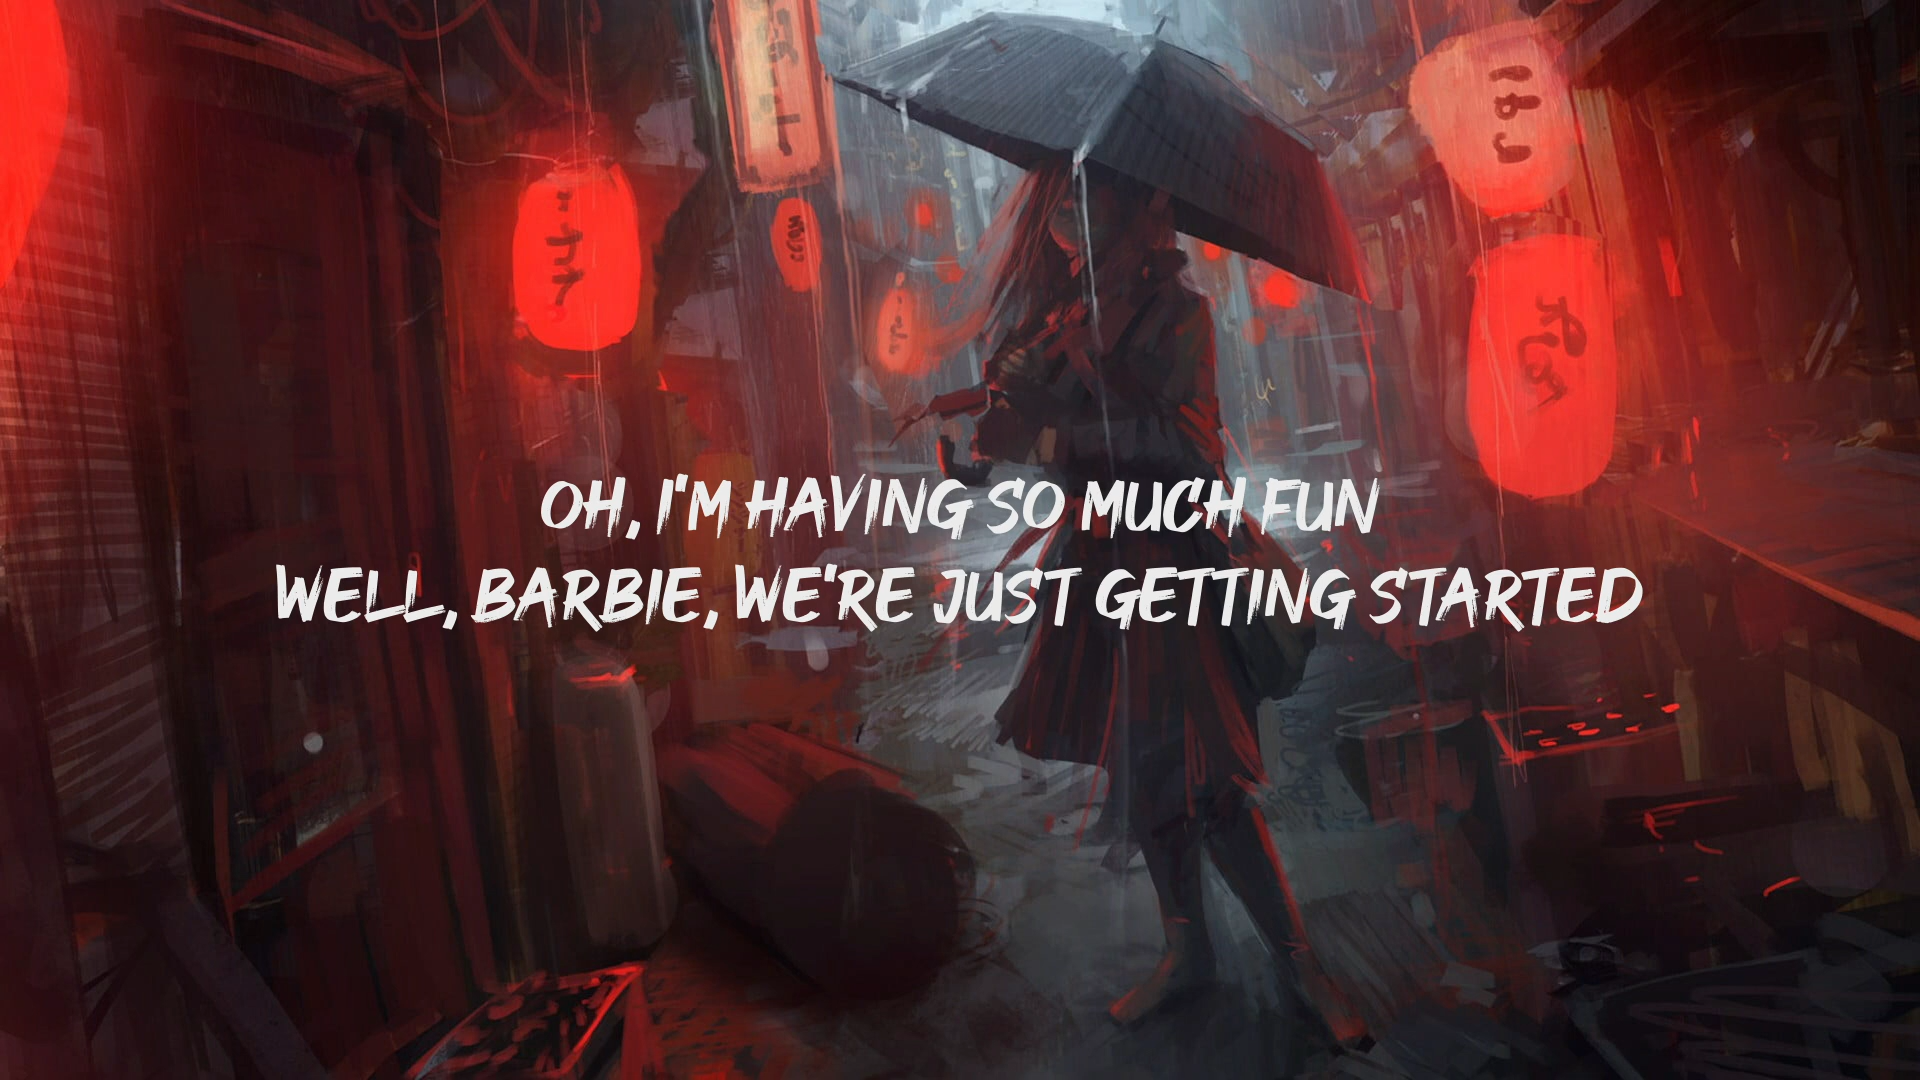 OH, I'M HAVING SO MUCH FUN
WELL, BARBIE, WE'RE JUST GETTING STARTED